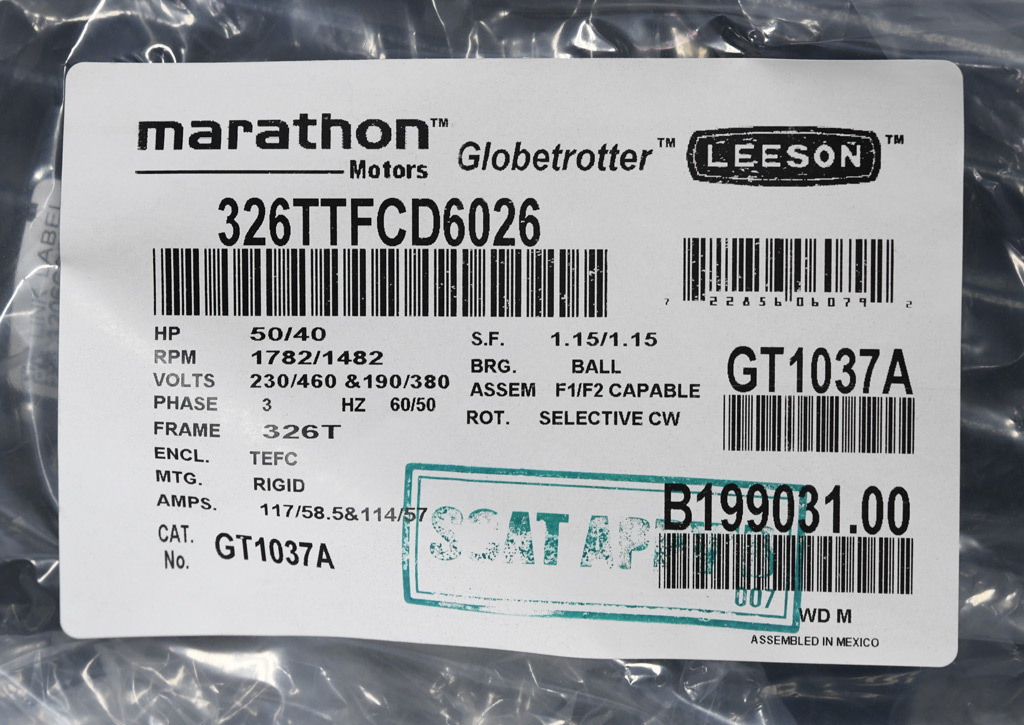 marathon™
Motors
Globetrotter™
LEESON™
326TTFCD6026
7 22856 06079 2
HP 50/40
RPM 1782/1482
VOLTS 230/460 &190/380
PHASE 3 HZ 60/50
FRAME 326T
ENCL. TEFC
MTG. RIGID
AMPS. 117/58.5&114/57
CAT. No. GT1037A
S.F. 1.15/1.15
BRG. BALL
ASSEM F1/F2 CAPABLE
ROT. SELECTIVE CW
GT1037A
B199031.00
SCAT
007
WD M
ASSEMBLED IN MEXICO